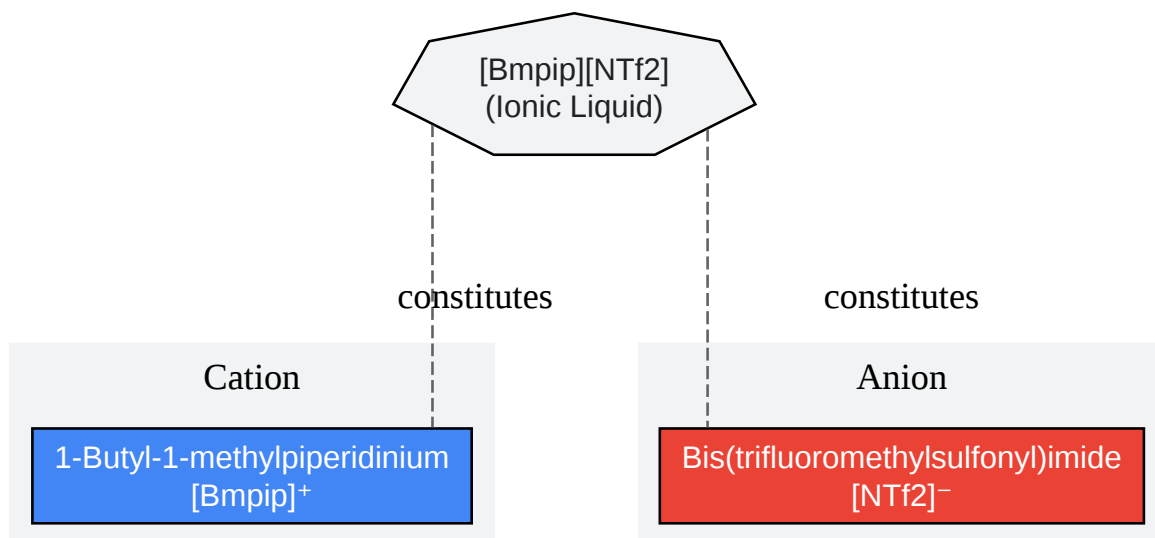 [Bmpip][NTf2]
(Ionic Liquid)
constitutes
constitutes
Cation
Anion
1-Butyl-1-methylpiperidinium
[Bmpip]⁺
Bis(trifluoromethylsulfonyl)imide
[NTf2]⁻